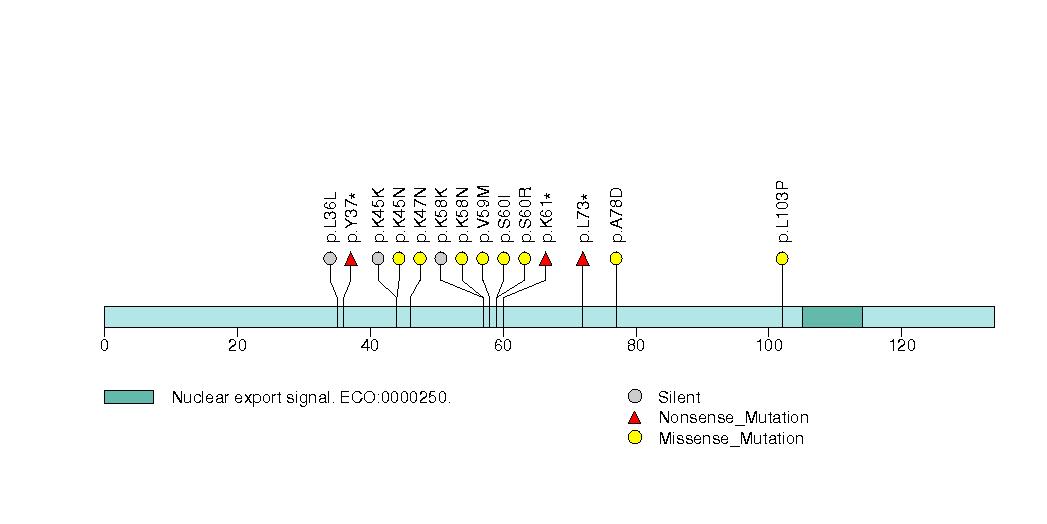 p.L36L
p.Y37*
p.K45K
p.K45N
p.K47N
p.K58K
p.K58N
p.V59M
p.S60I
p.S60R
p.K61*
p.L73*
p.A78D
p.L103P
0 20 40 60 80 100 120
Nuclear export signal. ECO:0000250.
Silent
Nonsense_Mutation
Missense_Mutation